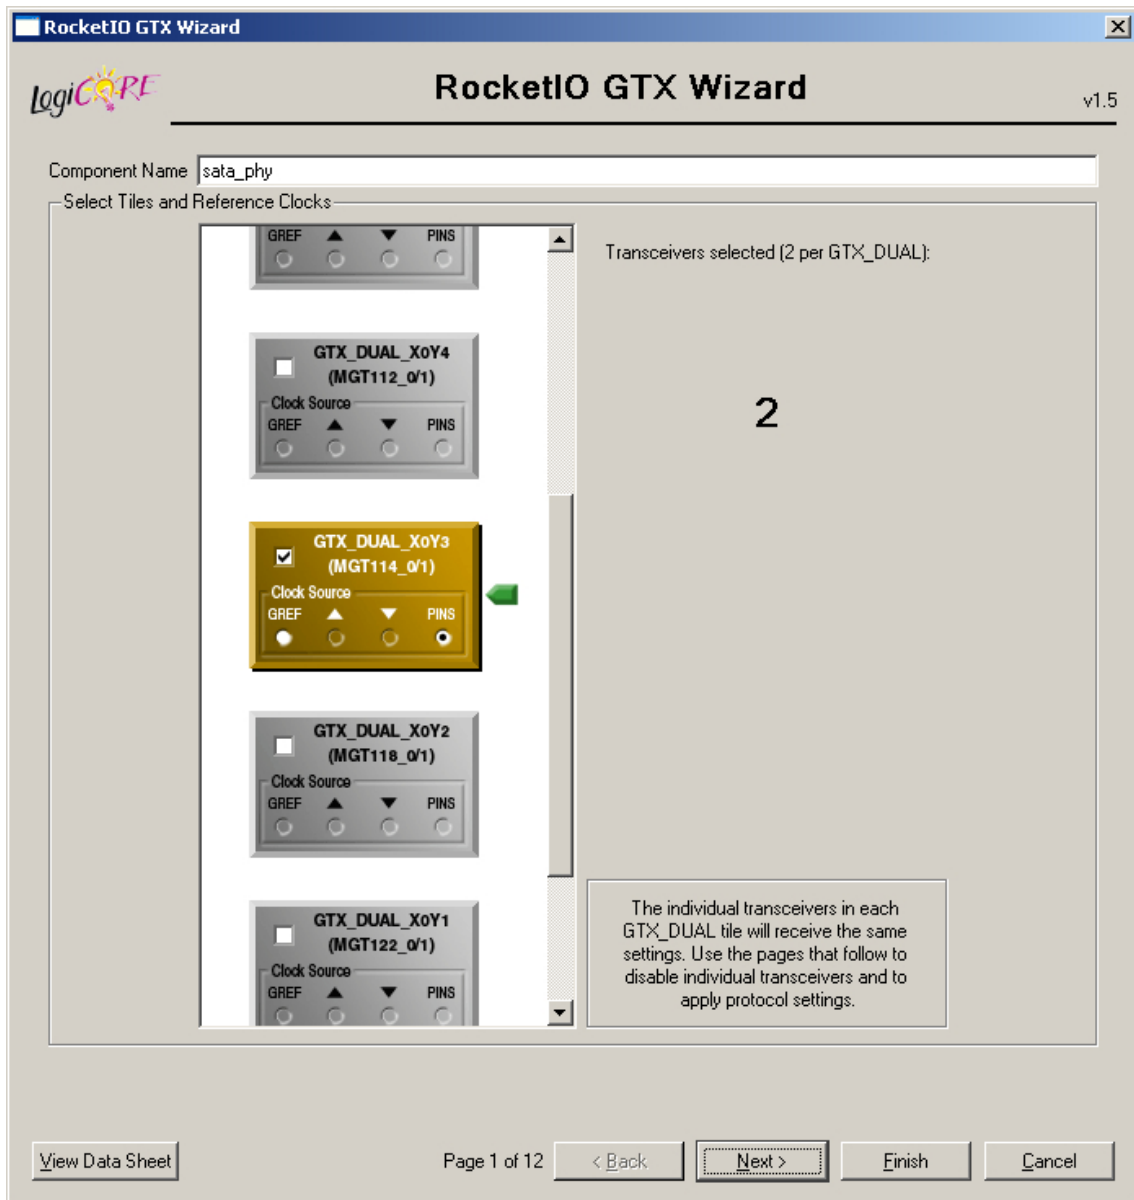 RocketIO GTX Wizard
LogiCORE
RocketIO GTX Wizard
v1.5
Component Name sata_phy
Select Tiles and Reference Clocks
GREF ▲ ▼ PINS
GTX_DUAL_X0Y4
(MGT112_0/1)
Clock Source
GREF ▲ ▼ PINS
GTX_DUAL_X0Y3
(MGT114_0/1)
Clock Source
GREF ▲ ▼ PINS
GTX_DUAL_X0Y2
(MGT118_0/1)
Clock Source
GREF ▲ ▼ PINS
GTX_DUAL_X0Y1
(MGT122_0/1)
Clock Source
GREF ▲ ▼ PINS
Transceivers selected (2 per GTX_DUAL):
2
The individual transceivers in each
GTX_DUAL tile will receive the same
settings. Use the pages that follow to
disable individual transceivers and to
apply protocol settings.
View Data Sheet Page 1 of 12 < Back Next > Finish Cancel